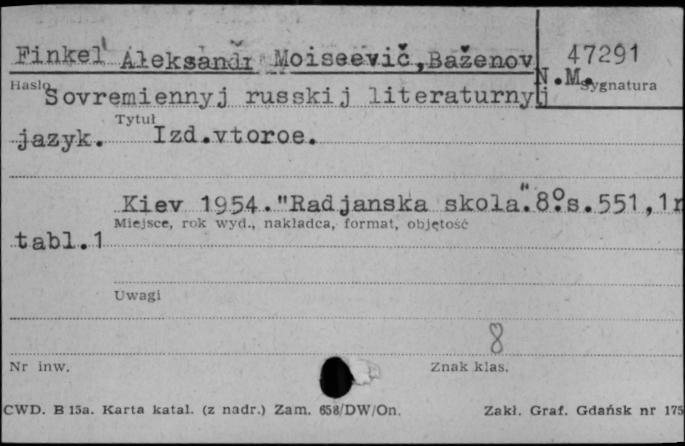 Finkel' Aleksandr Moiseevič, Baženov 47291
Hasło N.M. Sygnatura
Sovremiennyj russkij literaturnyj
Tytuł
jazyk. Izd.vtoroe.
Kiev 1954."Radjanska skola".8°.s.551,1
Miejsce, rok wyd., nakładca, format, objętość
tabl.1
Uwagi
8
Nr inw. Znak klas.
CWD. B 15a. Karta katal. (z nadr.) Zam. 658/DW/On. Zakł. Graf. Gdańsk nr 175